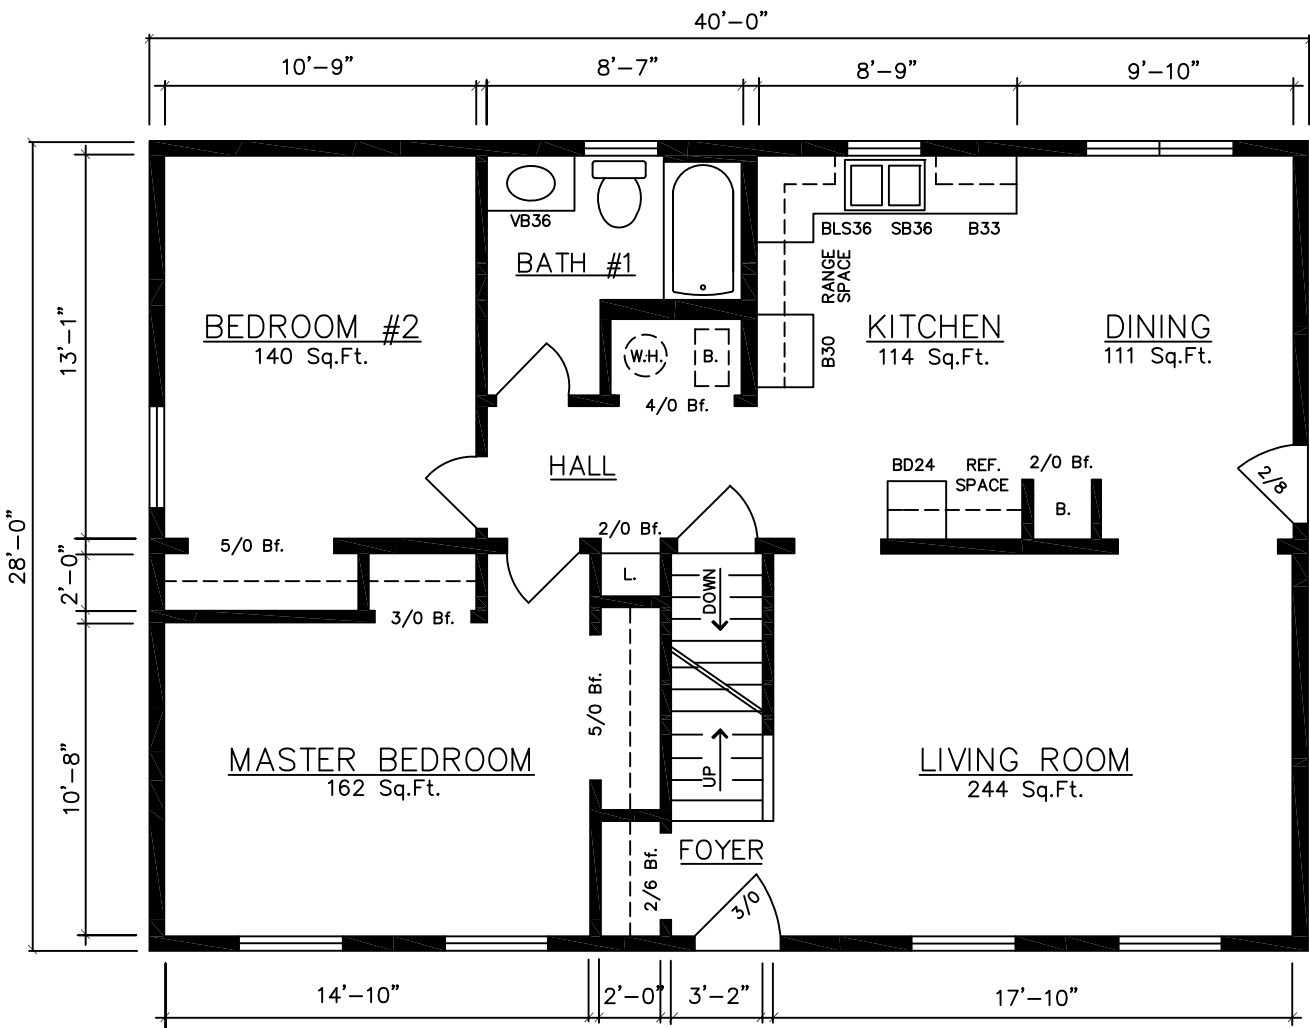 40'-0"
10'-9"
8'-7"
8'-9"
9'-10"
VB36
BLS36
SB36
B33
BATH #1
RANGE
SPACE
13'-1"
BEDROOM #2
140 Sq.Ft.
W.H.
B.
B30
KITCHEN
114 Sq.Ft.
DINING
111 Sq.Ft.
4/0 Bf.
HALL
BD24
REF.
SPACE
2/0 Bf.
B.
2/8
28'-0"
2'-0"
5/0 Bf.
2/0 Bf.
L.
DOWN
3/0 Bf.
5/0 Bf.
10'-8"
MASTER BEDROOM
162 Sq.Ft.
UP
LIVING ROOM
244 Sq.Ft.
FOYER
2/6 Bf.
3/0
14'-10"
2'-0"
3'-2"
17'-10"